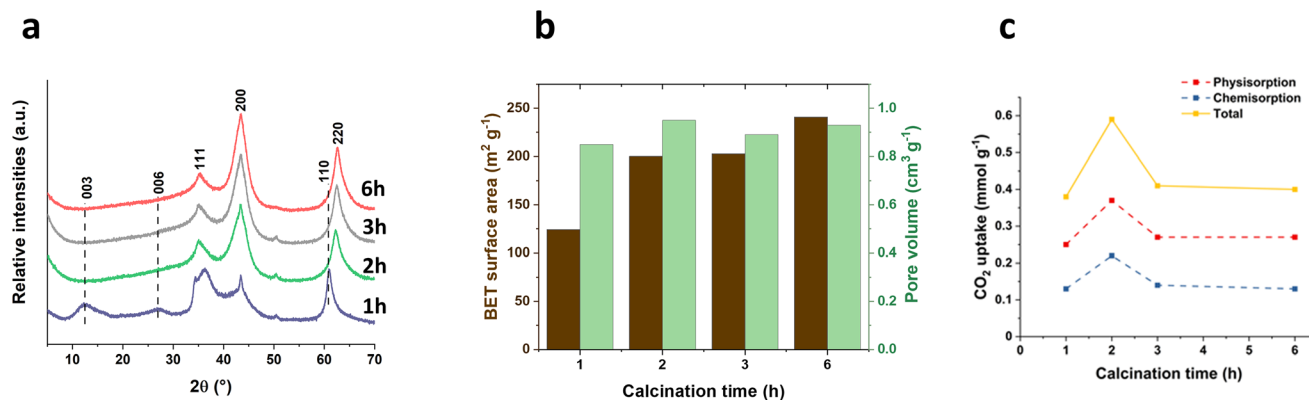 a
b
c
Relative intensities (a.u.)
003
006
111
200
110
220
6h
3h
2h
1h
10 20 30 40 50 60 70
2θ (°)
BET surface area (m² g⁻¹)
250
200
150
100
50
0
1 2 3 6
Calcination time (h)
1.0
0.8
0.6
0.4
0.2
0.0
Pore volume (cm³ g⁻¹)
Physisorption
Chemisorption
Total
CO₂ uptake (mmol g⁻¹)
0.6
0.5
0.4
0.3
0.2
0.1
0
0 1 2 3 4 5 6
Calcination time (h)